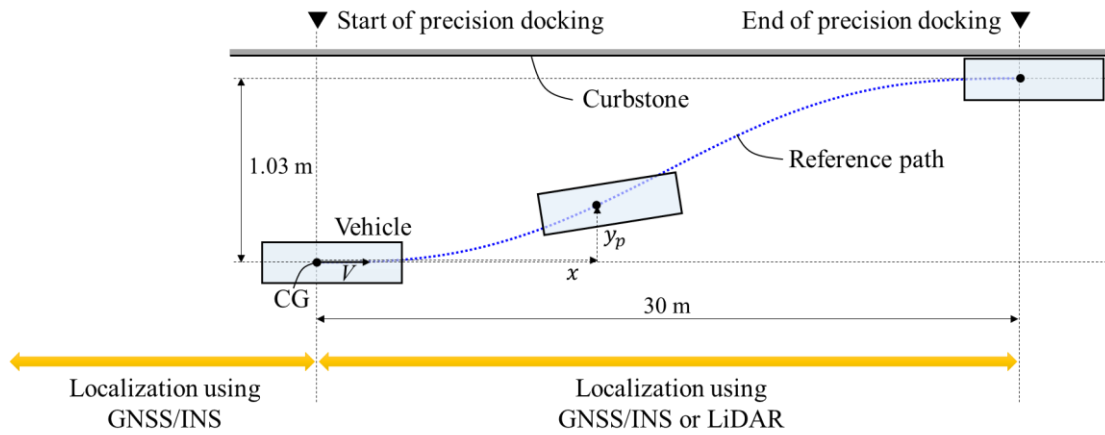 Start of precision docking
End of precision docking
Curbstone
1.03 m
Reference path
Vehicle
y_p
V
x
CG
30 m
Localization using
GNSS/INS
Localization using
GNSS/INS or LiDAR